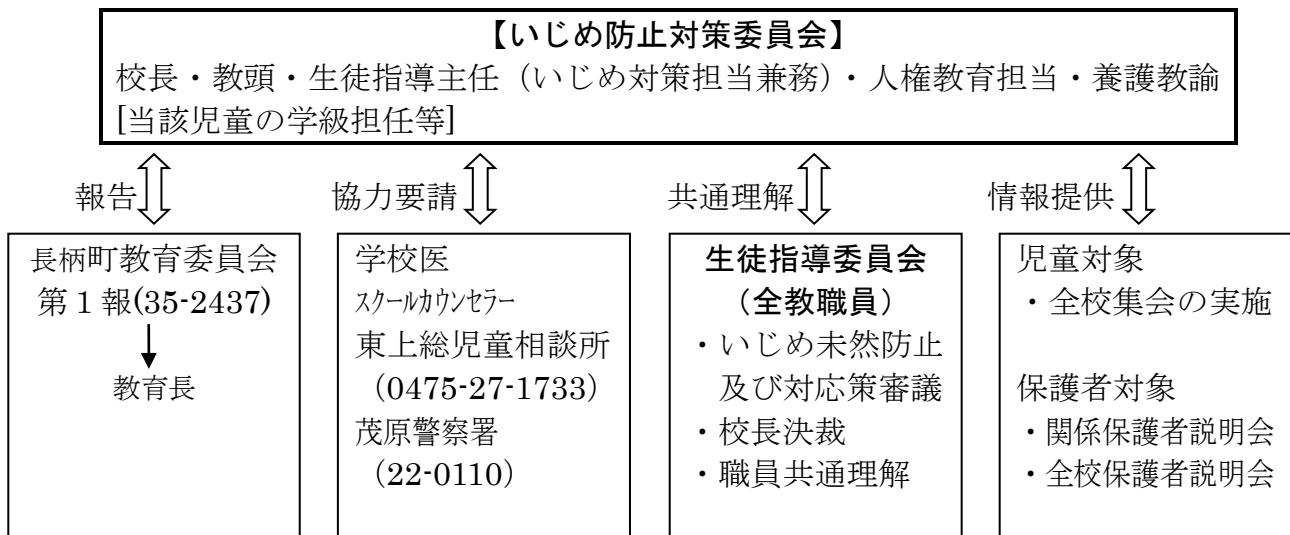 【いじめ防止対策委員会】
校長・教頭・生徒指導主任（いじめ対策担当兼務）・人権教育担当・養護教諭
[当該児童の学級担任等]
報告
協力要請
共通理解
情報提供
長柄町教育委員会
第１報(35-2437)
教育長
学校医
ｽｸｰﾙｶｳﾝｾﾗｰ
東上総児童相談所
（0475-27-1733）
茂原警察署
（22-0110）
生徒指導委員会
（全教職員）
・いじめ未然防止
及び対応策審議
・校長決裁
・職員共通理解
児童対象
・全校集会の実施
保護者対象
・関係保護者説明会
・全校保護者説明会